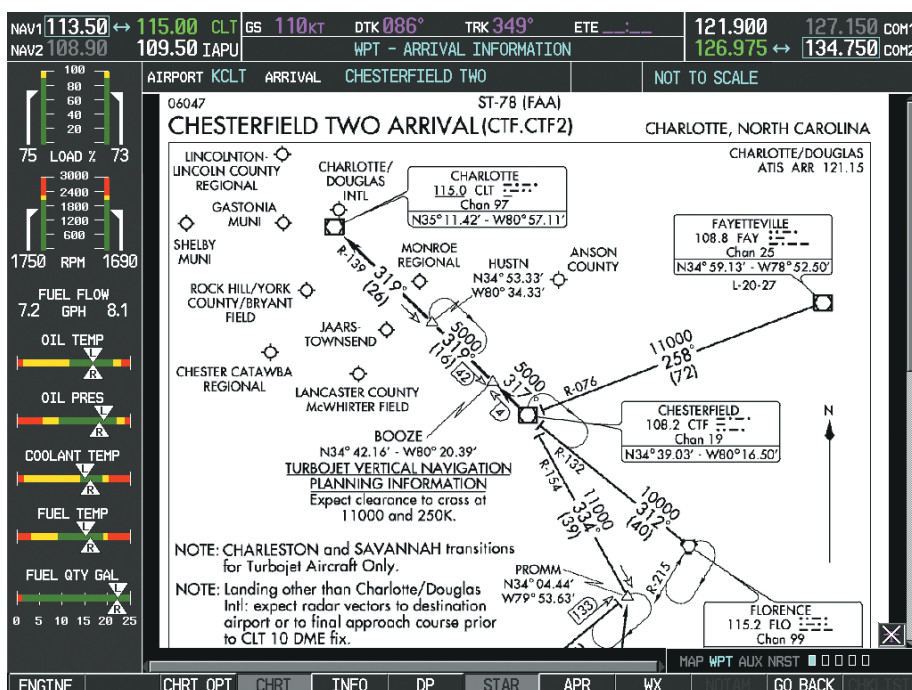 NAV1 113.50 ↔ 115.00 CLT
NAV2 108.90 109.50 IAPU
GS 110KT DTK 086° TRK 349° ETE __:__
WPT - ARRIVAL INFORMATION
121.900 127.150 COM1
126.975 ↔ 134.750 COM2
AIRPORT KCLT ARRIVAL CHESTERFIELD TWO NOT TO SCALE
100
80
60
40
20
75 LOAD % 73
3000
2400
1800
1200
600
1750 RPM 1690
FUEL FLOW
7.2 GPH 8.1
OIL TEMP
L
R
OIL PRES
L
R
COOLANT TEMP
L
R
FUEL TEMP
L
R
FUEL QTY GAL
L
R
0 5 10 15 20 25
06047 ST-78 (FAA)
CHESTERFIELD TWO ARRIVAL (CTF.CTF2) CHARLOTTE, NORTH CAROLINA
CHARLOTTE/DOUGLAS
ATIS ARR 121.15
LINCOLNTON-
LINCOLN COUNTY
REGIONAL
CHARLOTTE/
DOUGLAS
INTL
CHARLOTTE
115.0 CLT
Chan 97
N35°11.42' - W80°57.11'
GASTONIA
MUNI
SHELBY
MUNI
FAYETTEVILLE
108.8 FAY
Chan 25
N34°59.13' - W78°52.50'
L-20-27
MONROE
REGIONAL
ANSON
COUNTY
HUSTN
N34°53.33'
W80°34.33'
R-139
319°
(26)
ROCK HILL/YORK
COUNTY/BRYANT
FIELD
JAARS-
TOWNSEND
CHESTER CATAWBA
REGIONAL
LANCASTER COUNTY
McWHIRTER FIELD
5000
319°
(16)
42
5000
317°
4
11000
258°
(72)
R-076
CHESTERFIELD
108.2 CTF
Chan 19
N34°39.03' - W80°16.50'
N
BOOZE
N34°42.16' - W80°20.39'
TURBOJET VERTICAL NAVIGATION
PLANNING INFORMATION
Expect clearance to cross at
11000 and 250K.
R-132
R-154
11000
334°
(39)
10000
312°
(40)
NOTE: CHARLESTON and SAVANNAH transitions
for Turbojet Aircraft Only.
NOTE: Landing other than Charlotte/Douglas
Intl: expect radar vectors to destination
airport or to final approach course prior
to CLT 10 DME fix.
PROMM
N34°04.44'
W79°53.63'
133
R-215
FLORENCE
115.2 FLO
Chan 99
MAP WPT AUX NRST
ENGINE CHRT OPT CHRT INFO DP STAR APR WX NOTAM GO BACK CHM TST